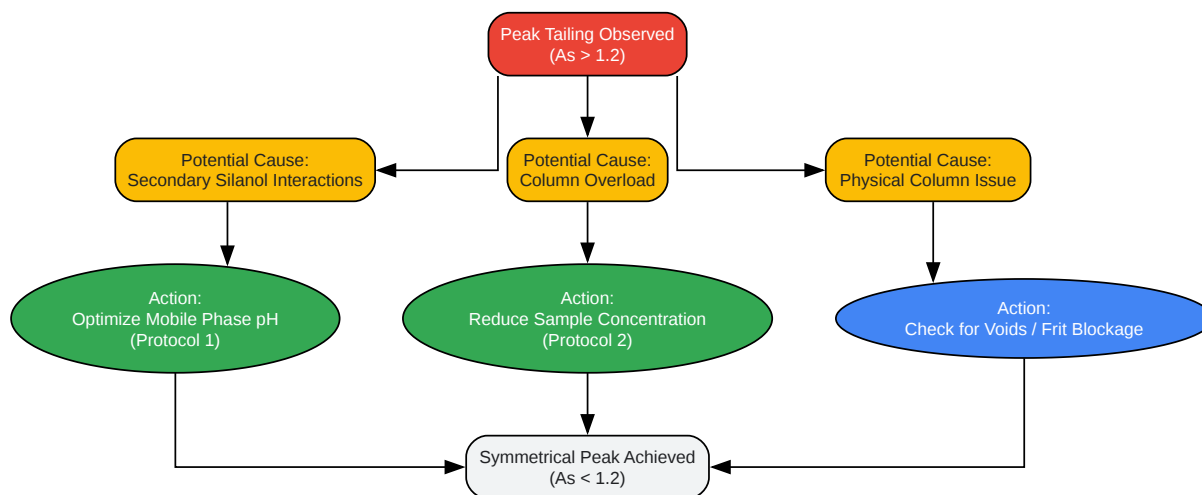 Peak Tailing Observed
(As > 1.2)
Potential Cause:
Secondary Silanol Interactions
Potential Cause:
Column Overload
Potential Cause:
Physical Column Issue
Action:
Optimize Mobile Phase pH
(Protocol 1)
Action:
Reduce Sample Concentration
(Protocol 2)
Action:
Check for Voids / Frit Blockage
Symmetrical Peak Achieved
(As < 1.2)